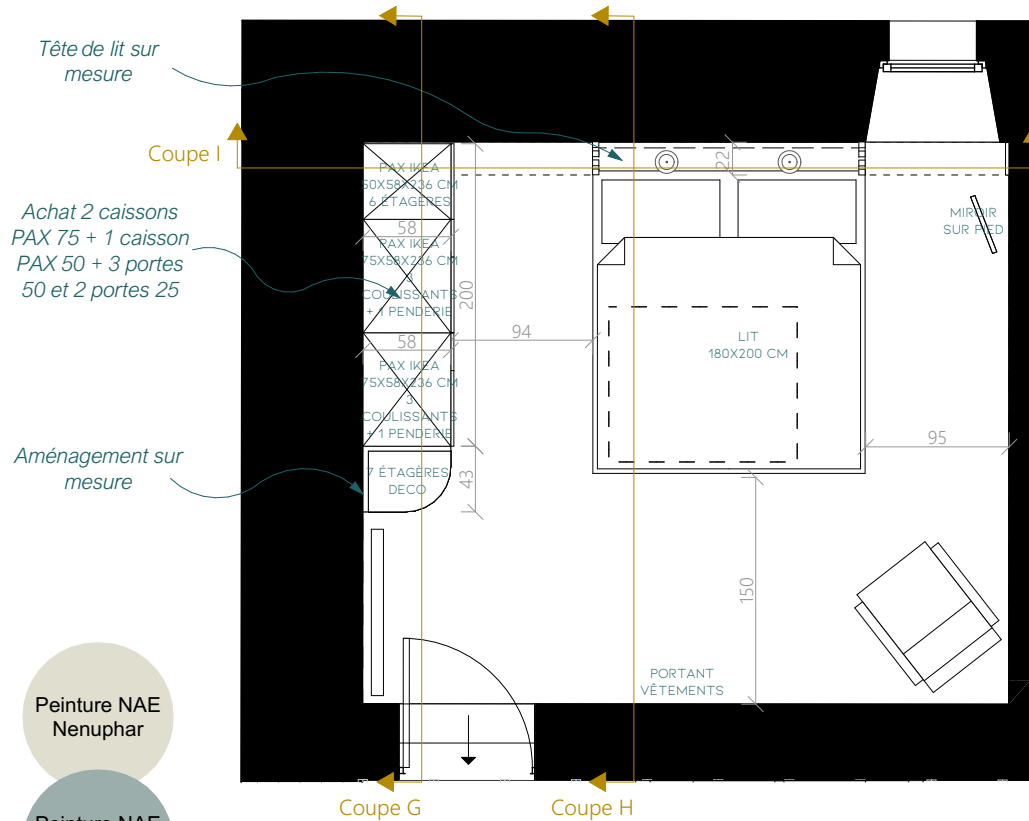 Tête de lit sur
mesure
Coupe I
Achat 2 caissons
PAX 75 + 1 caisson
PAX 50 + 3 portes
50 et 2 portes 25
Aménagement sur
mesure
PAX IKEA
50X58X236 CM
6 ÉTAGÈRES
58
PAX IKEA
75X58X236 CM
3
COULISSANTS
+ 1 PENDERIE
58
PAX IKEA
75X58X236 CM
3
COULISSANTS
+ 1 PENDERIE
7 ÉTAGÈRES
DECO
200
43
94
22
LIT
180X200 CM
MIROIR
SUR PIED
95
150
PORTANT
VÊTEMENTS
Peinture NAE
Nenuphar
Peinture NAE
Coupe G
Coupe H